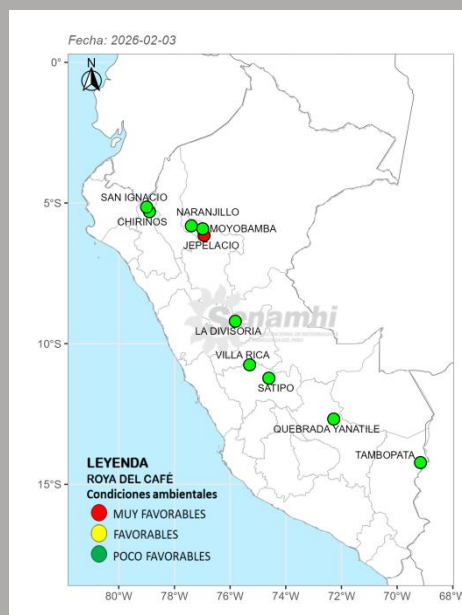 Fecha: 2026-02-03
N
0°
5°S
10°S
15°S
SAN IGNACIO
CHIRINOS
NARANJILLO
MOYOBAMBA
JEPELACIO
Senamhi
LA DIVISORIA
VILLA RICA
SATIPO
QUEBRADA YANATILE
TAMBOPATA
LEYENDA
ROYA DEL CAFÉ
Condiciones ambientales
MUY FAVORABLES
FAVORABLES
POCO FAVORABLES
80°W 78°W 76°W 74°W 72°W 70°W 68°W